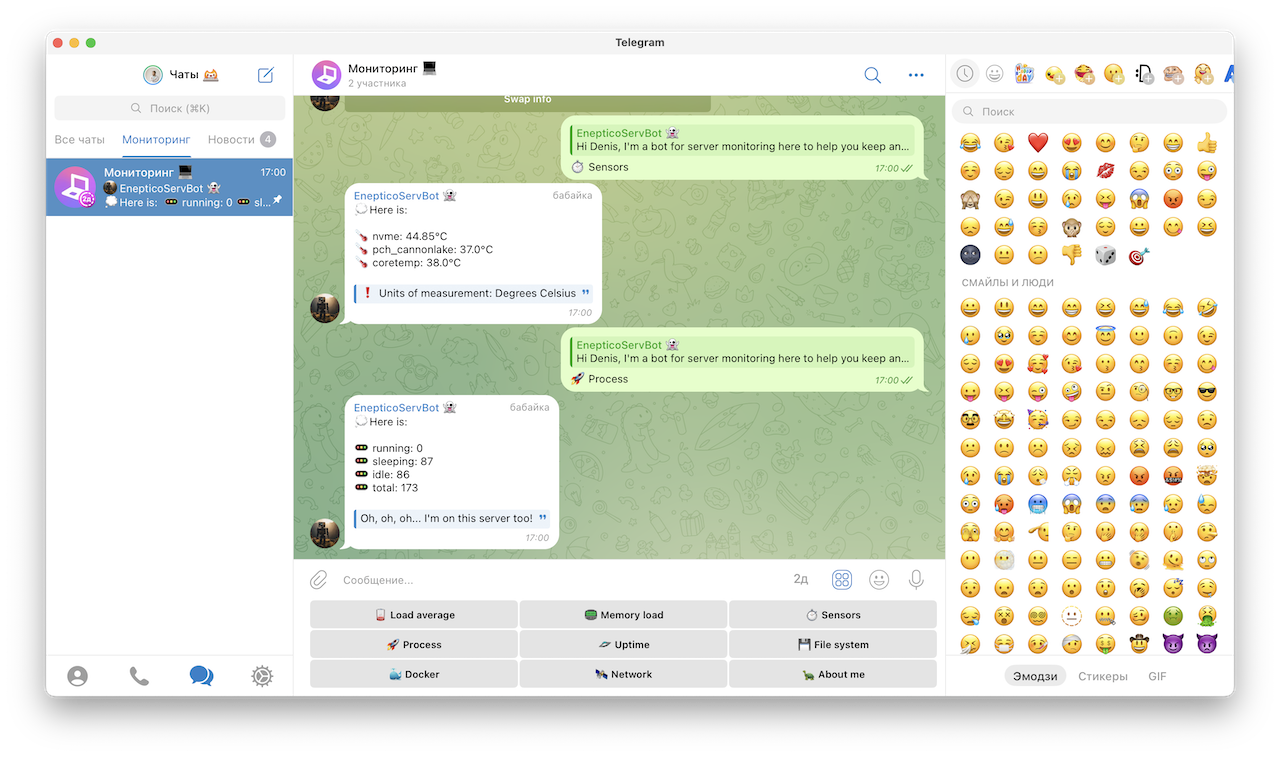 Telegram
Чаты
Поиск (⌘K)
Все чаты Мониторинг Новости 4
Мониторинг 17:00
EnepticoServBot
Here is: running: 0 sl...
Мониторинг
2 участника
Swap info
EnepticoServBot
Hi Denis, I'm a bot for server monitoring here to help you keep an...
Sensors
17:00
EnepticoServBot бабайка
Here is:
nvme: 44.85°C
pch_cannonlake: 37.0°C
coretemp: 38.0°C
Units of measurement: Degrees Celsius
17:00
EnepticoServBot
Hi Denis, I'm a bot for server monitoring here to help you keep an...
Process
17:00
EnepticoServBot бабайка
Here is:
running: 0
sleeping: 87
idle: 86
total: 173
Oh, oh, oh... I'm on this server too!
17:00
Сообщение...
2д
Load average Memory load Sensors
Process Uptime File system
Docker Network About me
Поиск
СМАЙЛЫ И ЛЮДИ
Эмодзи Стикеры GIF